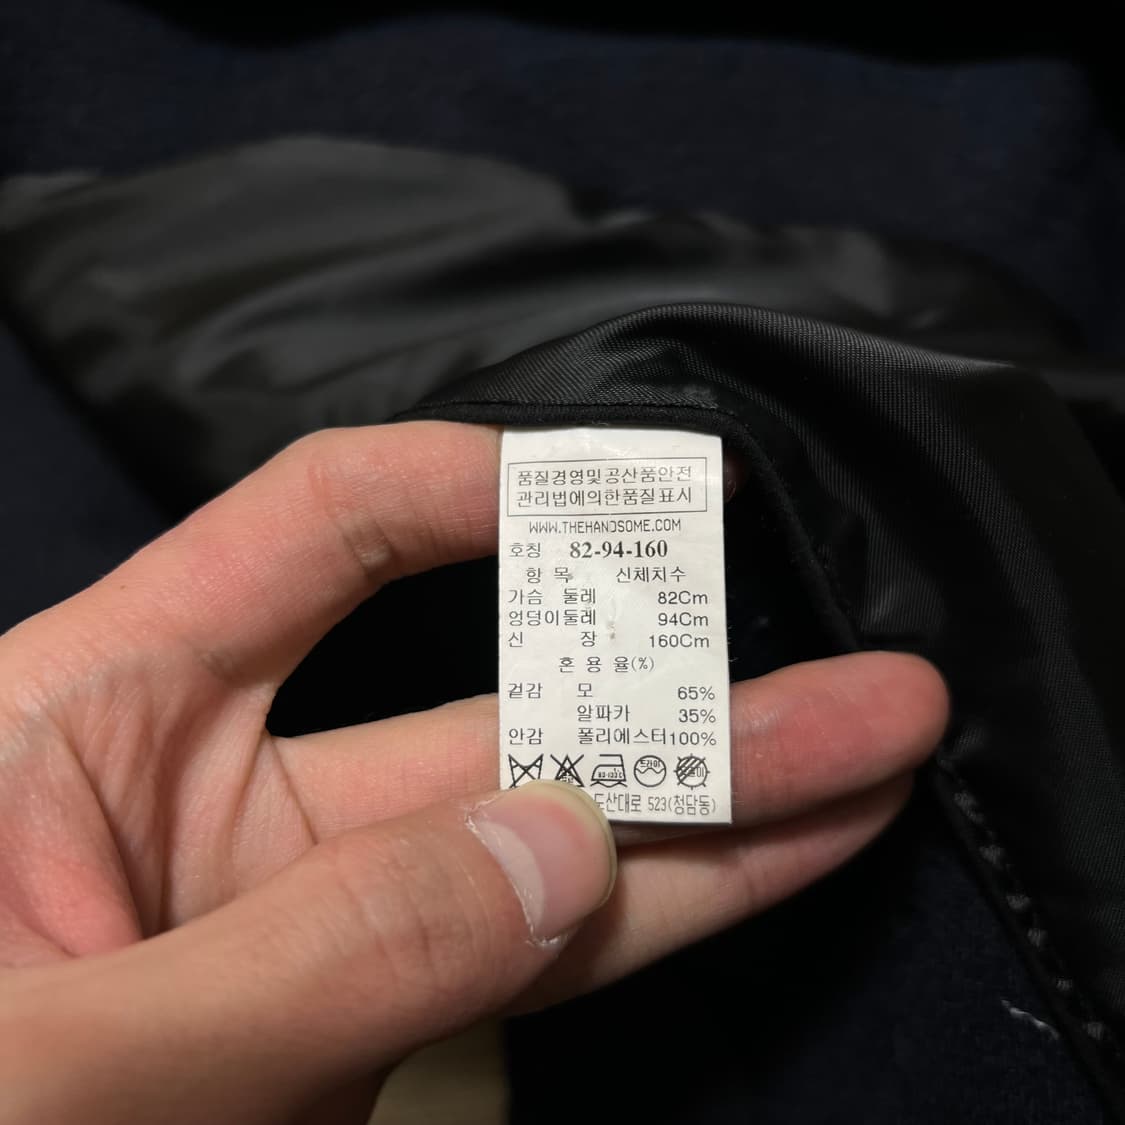 품질경영및공산품안전
관리법에의한품질표시
WWW.THEHANDSOME.COM
호칭 82-94-160
항 목 신체치수
가슴 둘레 82Cm
엉덩이둘레 94Cm
신 장 160Cm
혼 용 율(%)
겉감 모 65%
알파카 35%
안감 폴리에스터100%
드라이
도산대로 523(청담동)